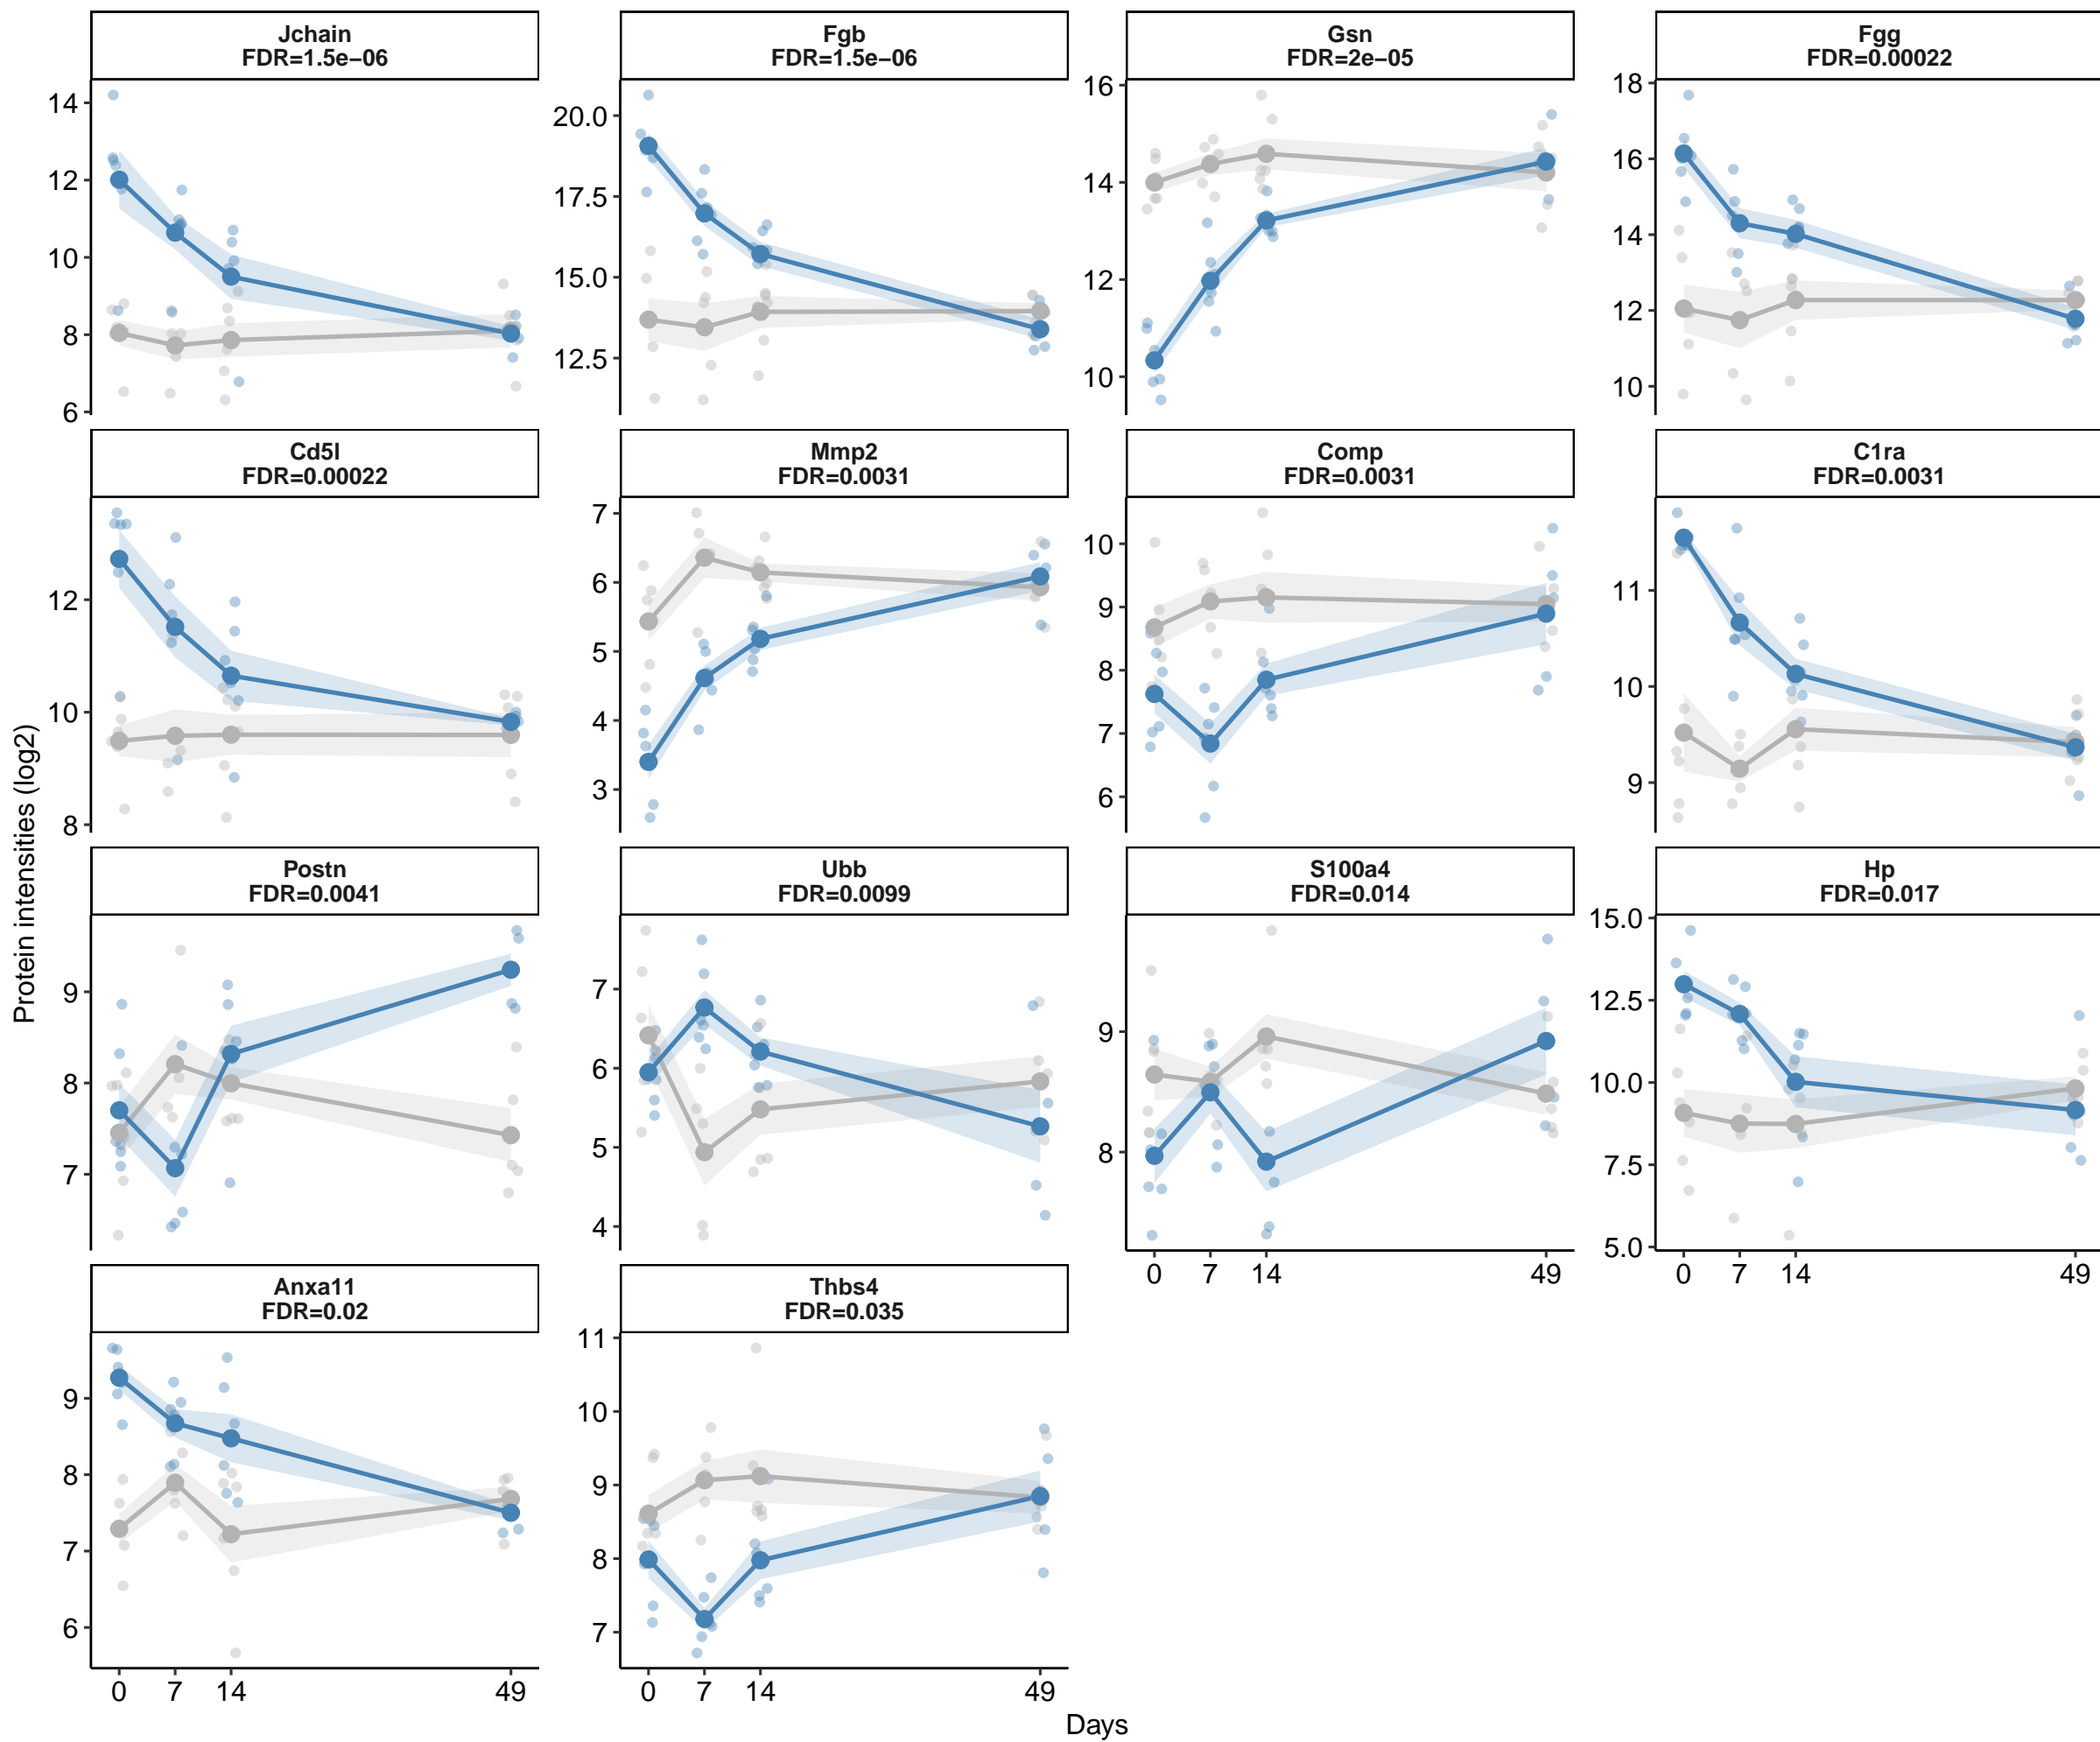 Jchain
FDR=1.5e−06
Fgb
FDR=1.5e−06
Gsn
FDR=2e−05
Fgg
FDR=0.00022
14
12
10
8
6
20.0
17.5
15.0
12.5
16
14
12
10
18
16
14
12
10
Cd5l
FDR=0.00022
Mmp2
FDR=0.0031
Comp
FDR=0.0031
C1ra
FDR=0.0031
12
10
8
7
6
5
4
3
10
9
8
7
6
11
10
9
Protein intensities (log2)
Postn
FDR=0.0041
Ubb
FDR=0.0099
S100a4
FDR=0.014
Hp
FDR=0.017
9
8
7
7
6
5
4
9
8
0 7 14 49
15.0
12.5
10.0
7.5
5.0
0 7 14 49
Anxa11
FDR=0.02
Thbs4
FDR=0.035
9
8
7
6
0 7 14 49
11
10
9
8
7
0 7 14 49
Days